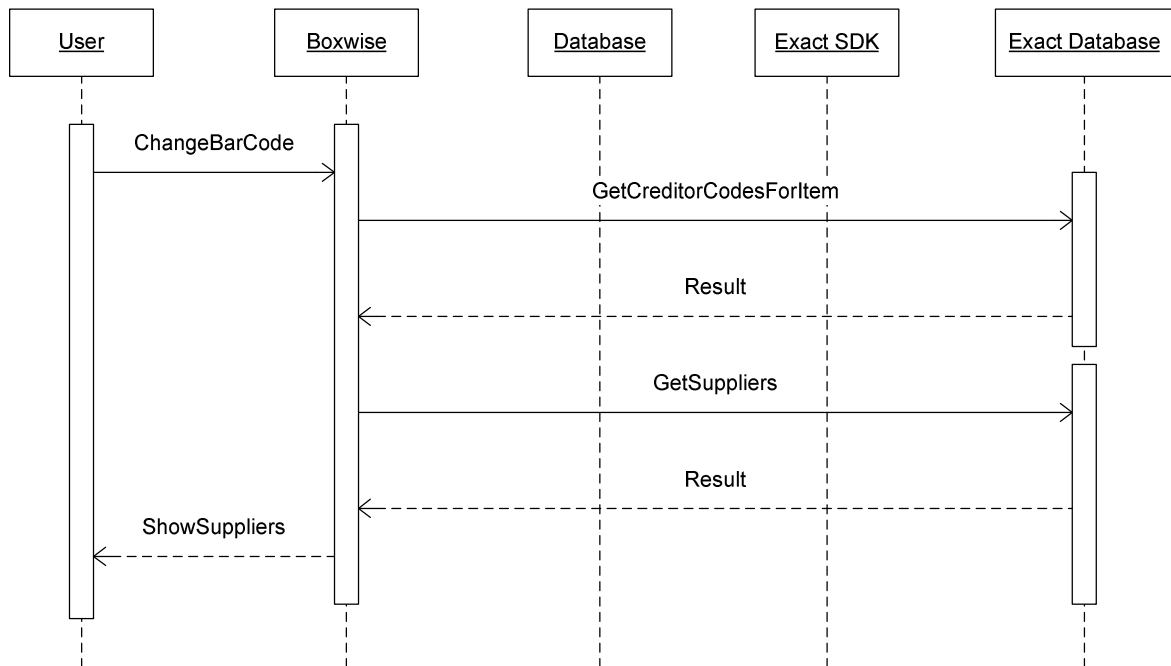 User
Boxwise
Database
Exact SDK
Exact Database
ChangeBarCode
GetCreditorCodesForItem
Result
GetSuppliers
Result
ShowSuppliers